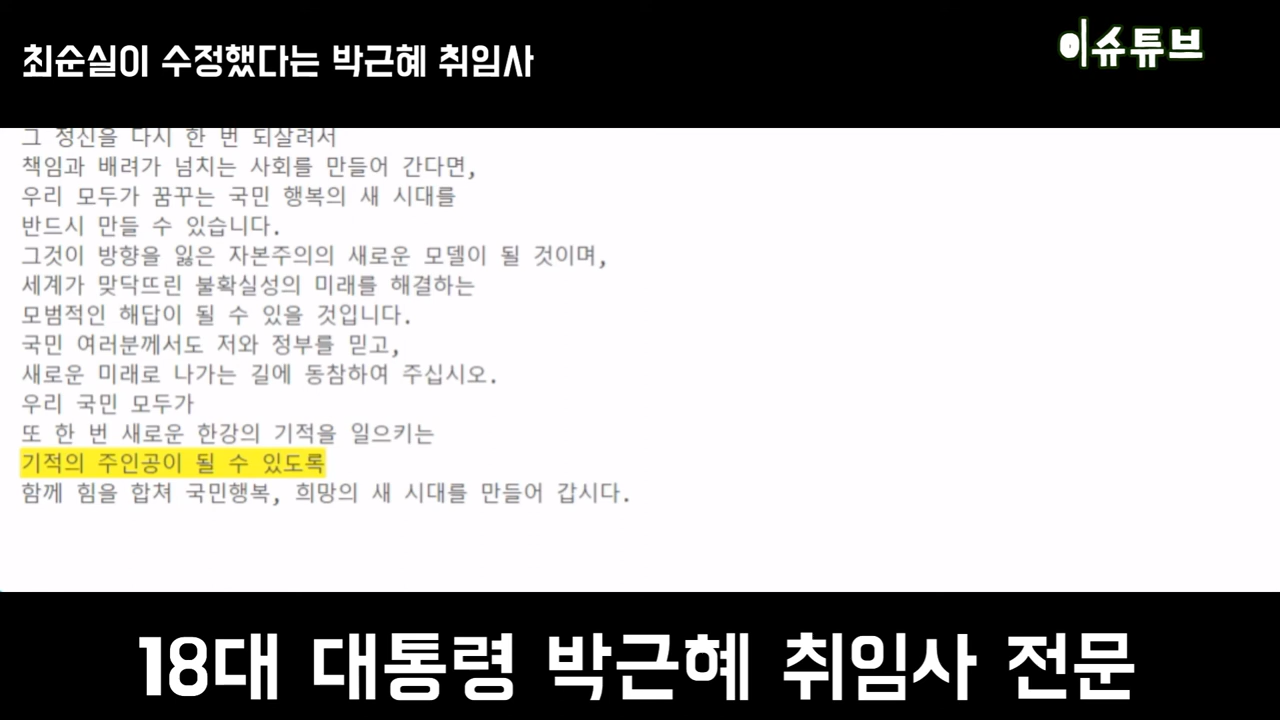 최순실이 수정했다는 박근혜 취임사
이슈튜브
그 정신을 다시 한 번 되살려서
책임과 배려가 넘치는 사회를 만들어 간다면,
우리 모두가 꿈꾸는 국민 행복의 새 시대를
반드시 만들 수 있습니다.
그것이 방향을 잃은 자본주의의 새로운 모델이 될 것이며,
세계가 맞닥뜨린 불확실성의 미래를 해결하는
모범적인 해답이 될 수 있을 것입니다.
국민 여러분께서도 저와 정부를 믿고,
새로운 미래로 나가는 길에 동참하여 주십시오.
우리 국민 모두가
또 한 번 새로운 한강의 기적을 일으키는
기적의 주인공이 될 수 있도록
함께 힘을 합쳐 국민행복, 희망의 새 시대를 만들어 갑시다.
18대 대통령 박근혜 취임사 전문